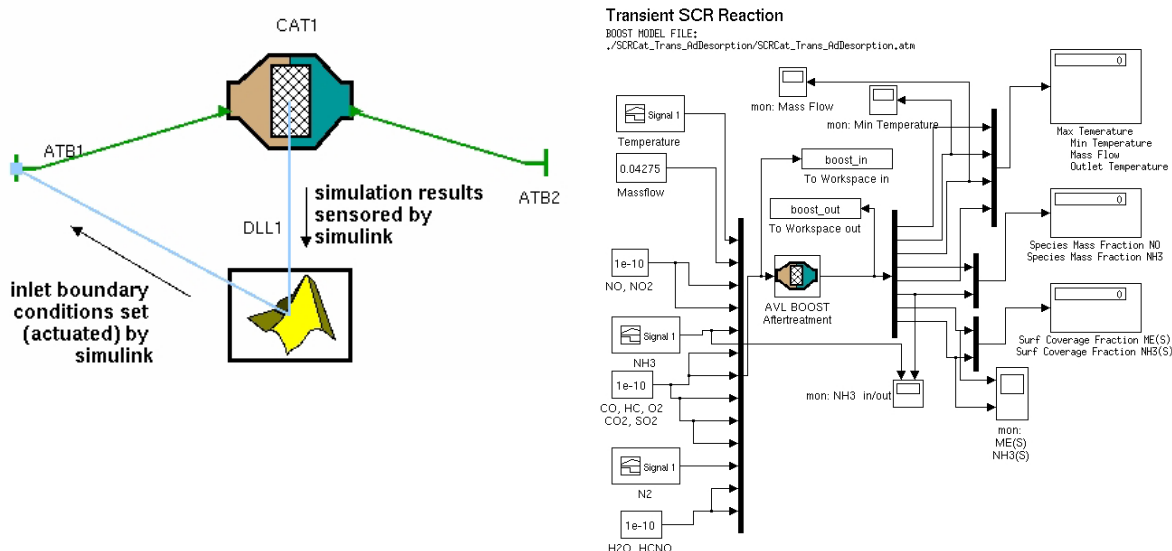 CAT1
ATB1
ATB2
simulation results
sensored by
simulink
DLL1
inlet boundary
conditions set
(actuated) by
simulink
Transient SCR Reaction
BOOST MODEL FILE:
./SCRCat_Trans_AdDesorption/SCRCat_Trans_AdDesorption.atm
0
mon: Mass Flow
Signal 1
Temperature
mon: Min Temperature
Max Temerature
Min Temperature
Mass Flow
Outlet Temperature
boost_in
To Workspace in
0.04275
Massflow
boost_out
To Workspace out
0
Species Mass Fraction NO
Species Mass Fraction NH3
1e-10
NO, NO2
AVL BOOST
Aftertreatment
0
Surf Coverage Fraction ME(S)
Surf Coverage Fraction NH3(S)
Signal 1
NH3
1e-10
CO, HC, O2
CO2, SO2
mon: NH3 in/out
mon:
ME(S)
NH3(S)
Signal 1
N2
1e-10
H2O, HCNO